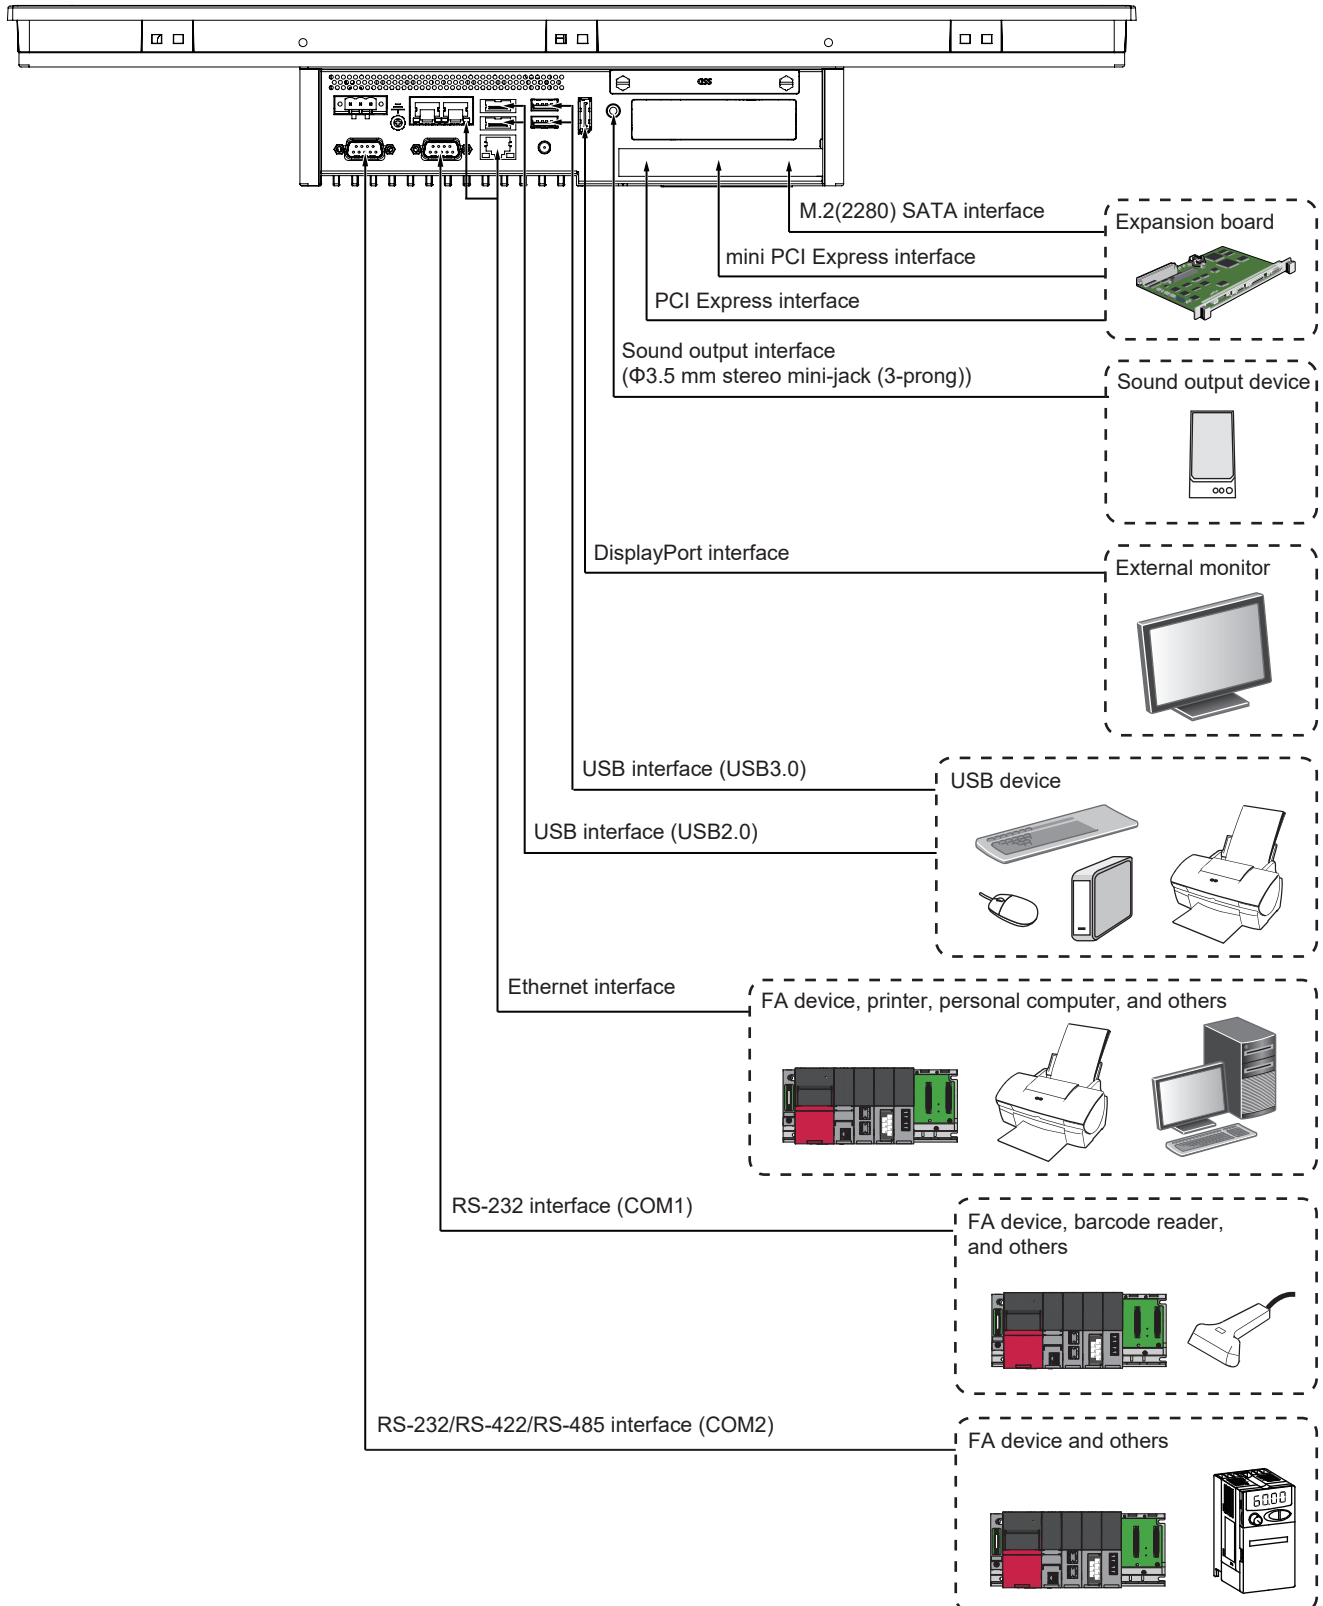 SSD
M.2(2280) SATA interface
Expansion board
mini PCI Express interface
PCI Express interface
Sound output interface
(Φ3.5 mm stereo mini-jack (3-prong))
Sound output device
DisplayPort interface
External monitor
USB interface (USB3.0)
USB device
USB interface (USB2.0)
Ethernet interface
FA device, printer, personal computer, and others
RS-232 interface (COM1)
FA device, barcode reader,
and others
RS-232/RS-422/RS-485 interface (COM2)
FA device and others
60.00